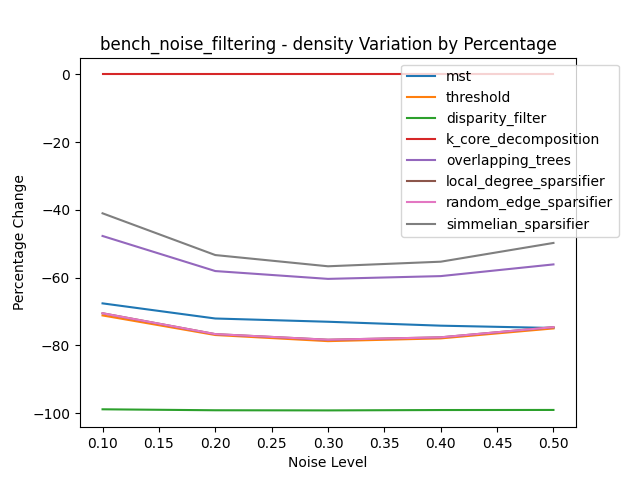 bench_noise_filtering - density Variation by Percentage
Percentage Change
0
−20
−40
−60
−80
−100
mst
threshold
disparity_filter
k_core_decomposition
overlapping_trees
local_degree_sparsifier
random_edge_sparsifier
simmelian_sparsifier
0.10 0.15 0.20 0.25 0.30 0.35 0.40 0.45 0.50
Noise Level